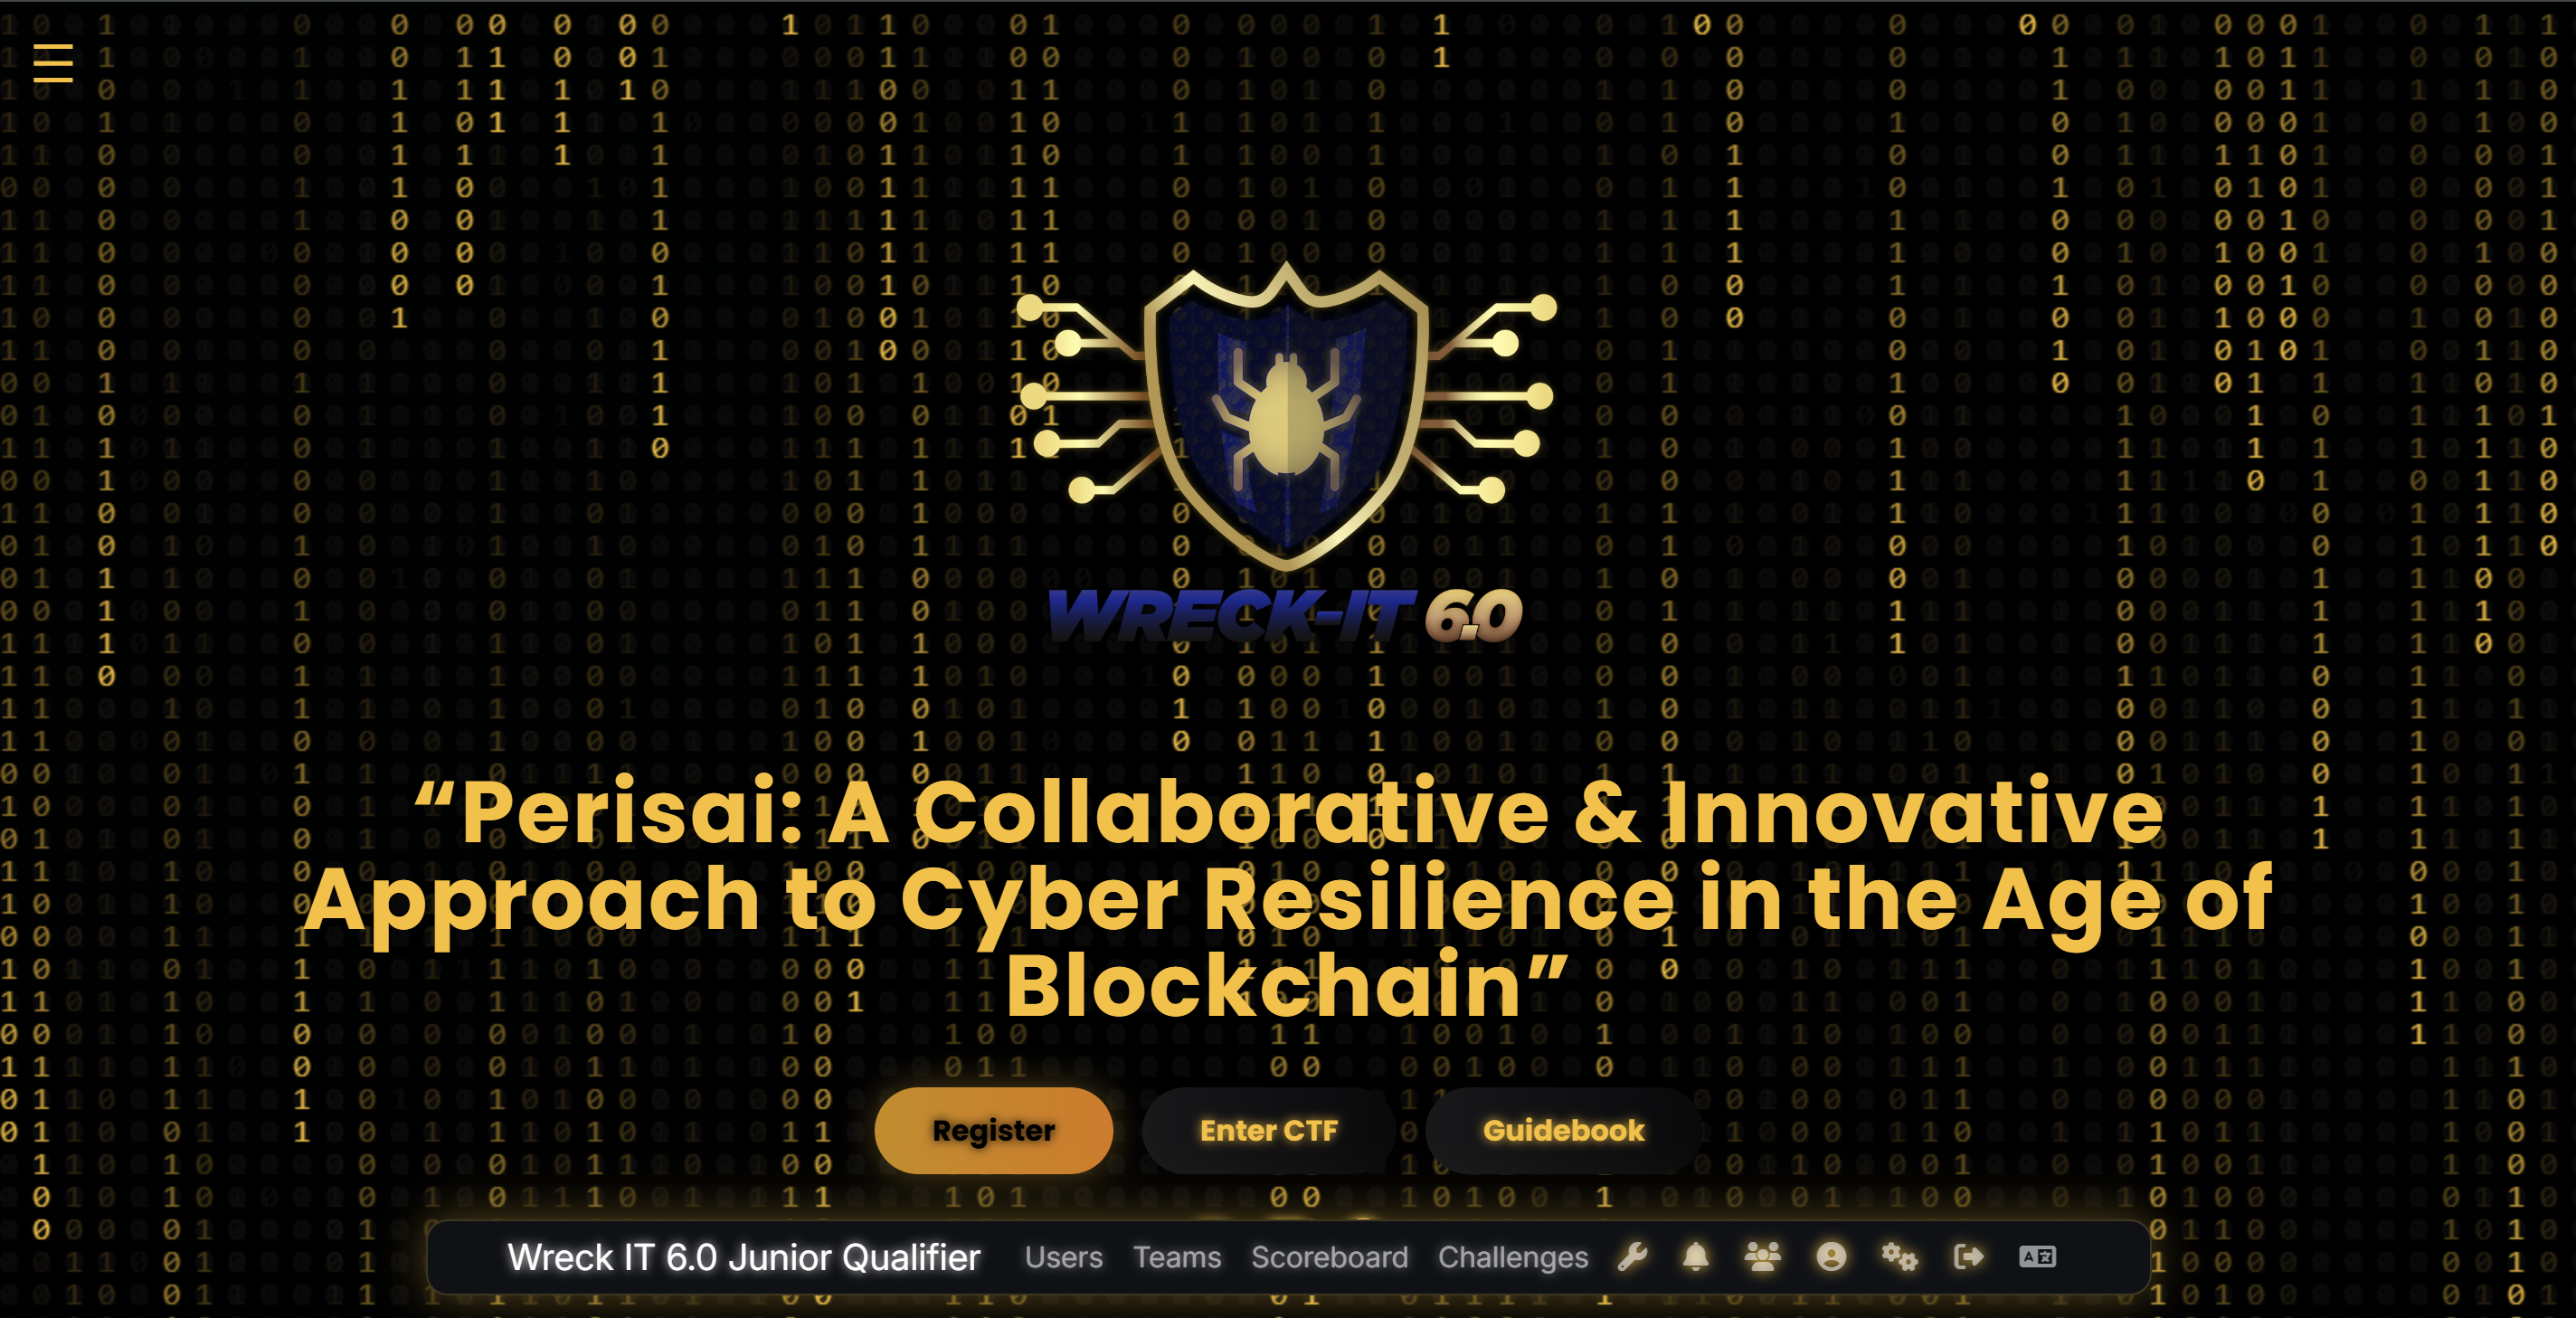 WRECK-IT 6.0
“Perisai: A Collaborative & Innovative
Approach to Cyber Resilience in the Age of
Blockchain”
Register Enter CTF Guidebook
Wreck IT 6.0 Junior Qualifier Users Teams Scoreboard Challenges